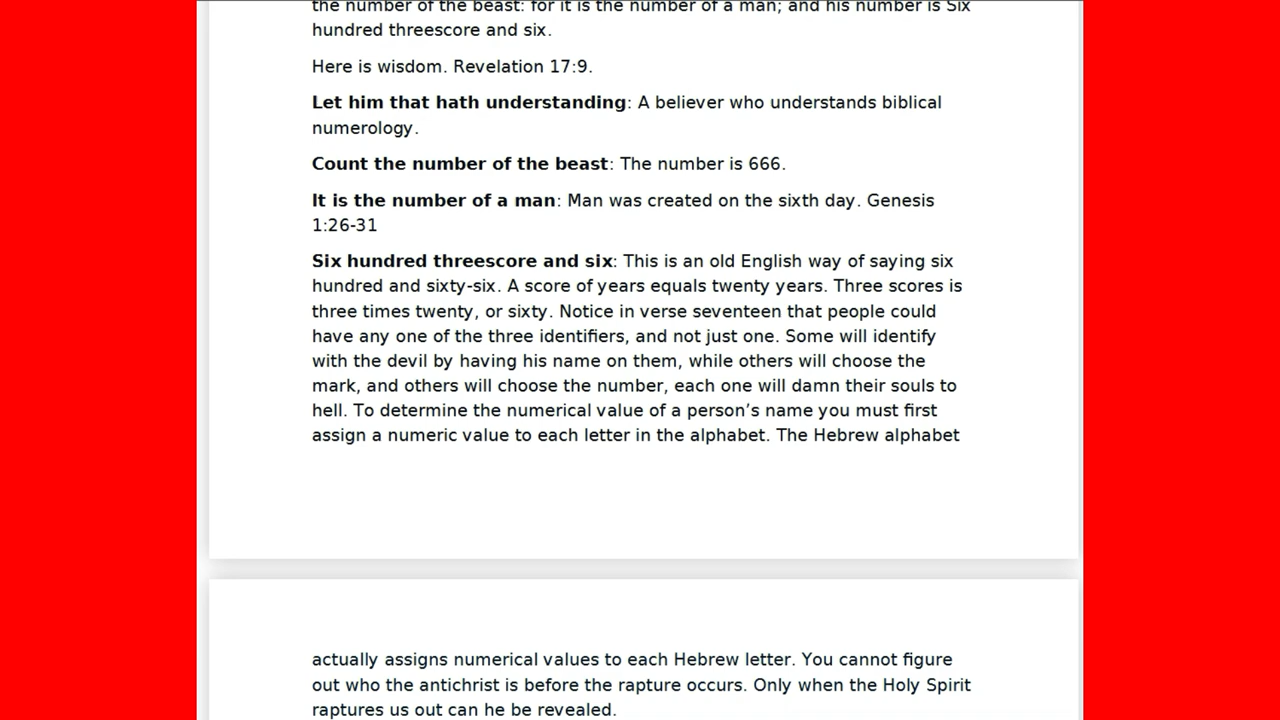 the number of the beast: for it is the number of a man; and his number is Six
hundred threescore and six.
Here is wisdom. Revelation 17:9.
Let him that hath understanding: A believer who understands biblical
numerology.
Count the number of the beast: The number is 666.
It is the number of a man: Man was created on the sixth day. Genesis
1:26-31
Six hundred threescore and six: This is an old English way of saying six
hundred and sixty-six. A score of years equals twenty years. Three scores is
three times twenty, or sixty. Notice in verse seventeen that people could
have any one of the three identifiers, and not just one. Some will identify
with the devil by having his name on them, while others will choose the
mark, and others will choose the number, each one will damn their souls to
hell. To determine the numerical value of a person’s name you must first
assign a numeric value to each letter in the alphabet. The Hebrew alphabet
actually assigns numerical values to each Hebrew letter. You cannot figure
out who the antichrist is before the rapture occurs. Only when the Holy Spirit
raptures us out can he be revealed.